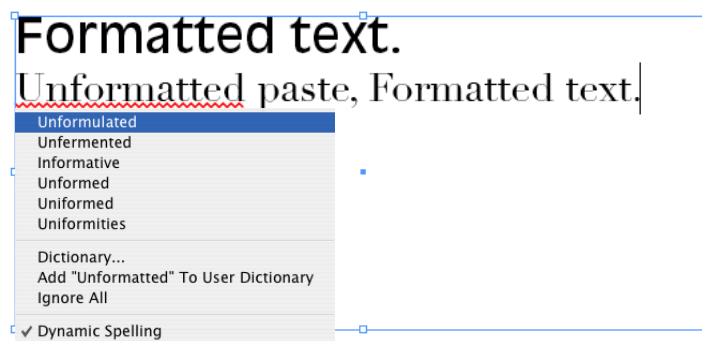 Formatted text.
Unformatted paste, Formatted text.
Unformulated
Unfermented
Informative
Unformed
Uniformed
Uniformities
Dictionary...
Add "Unformatted" To User Dictionary
Ignore All
✓ Dynamic Spelling